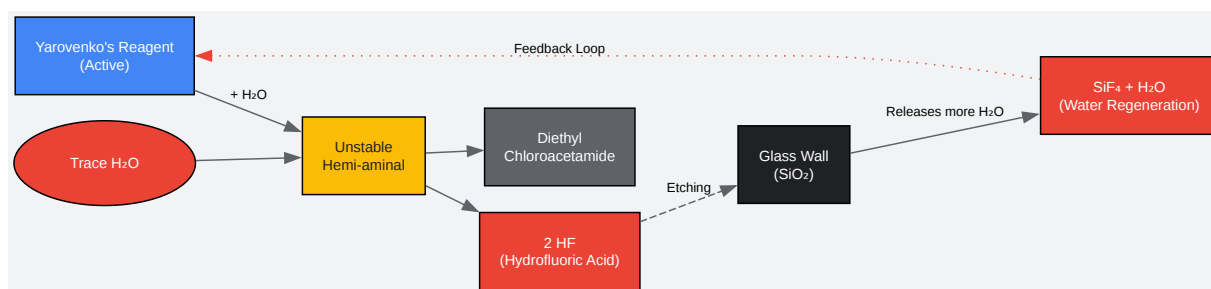 Yarovenko's Reagent
(Active)
Feedback Loop
SiF₄ + H₂O
(Water Regeneration)
+ H₂O
Releases more H₂O
Trace H₂O
Unstable
Hemi-aminal
Diethyl
Chloroacetamide
Glass Wall
(SiO₂)
Etching
2 HF
(Hydrofluoric Acid)